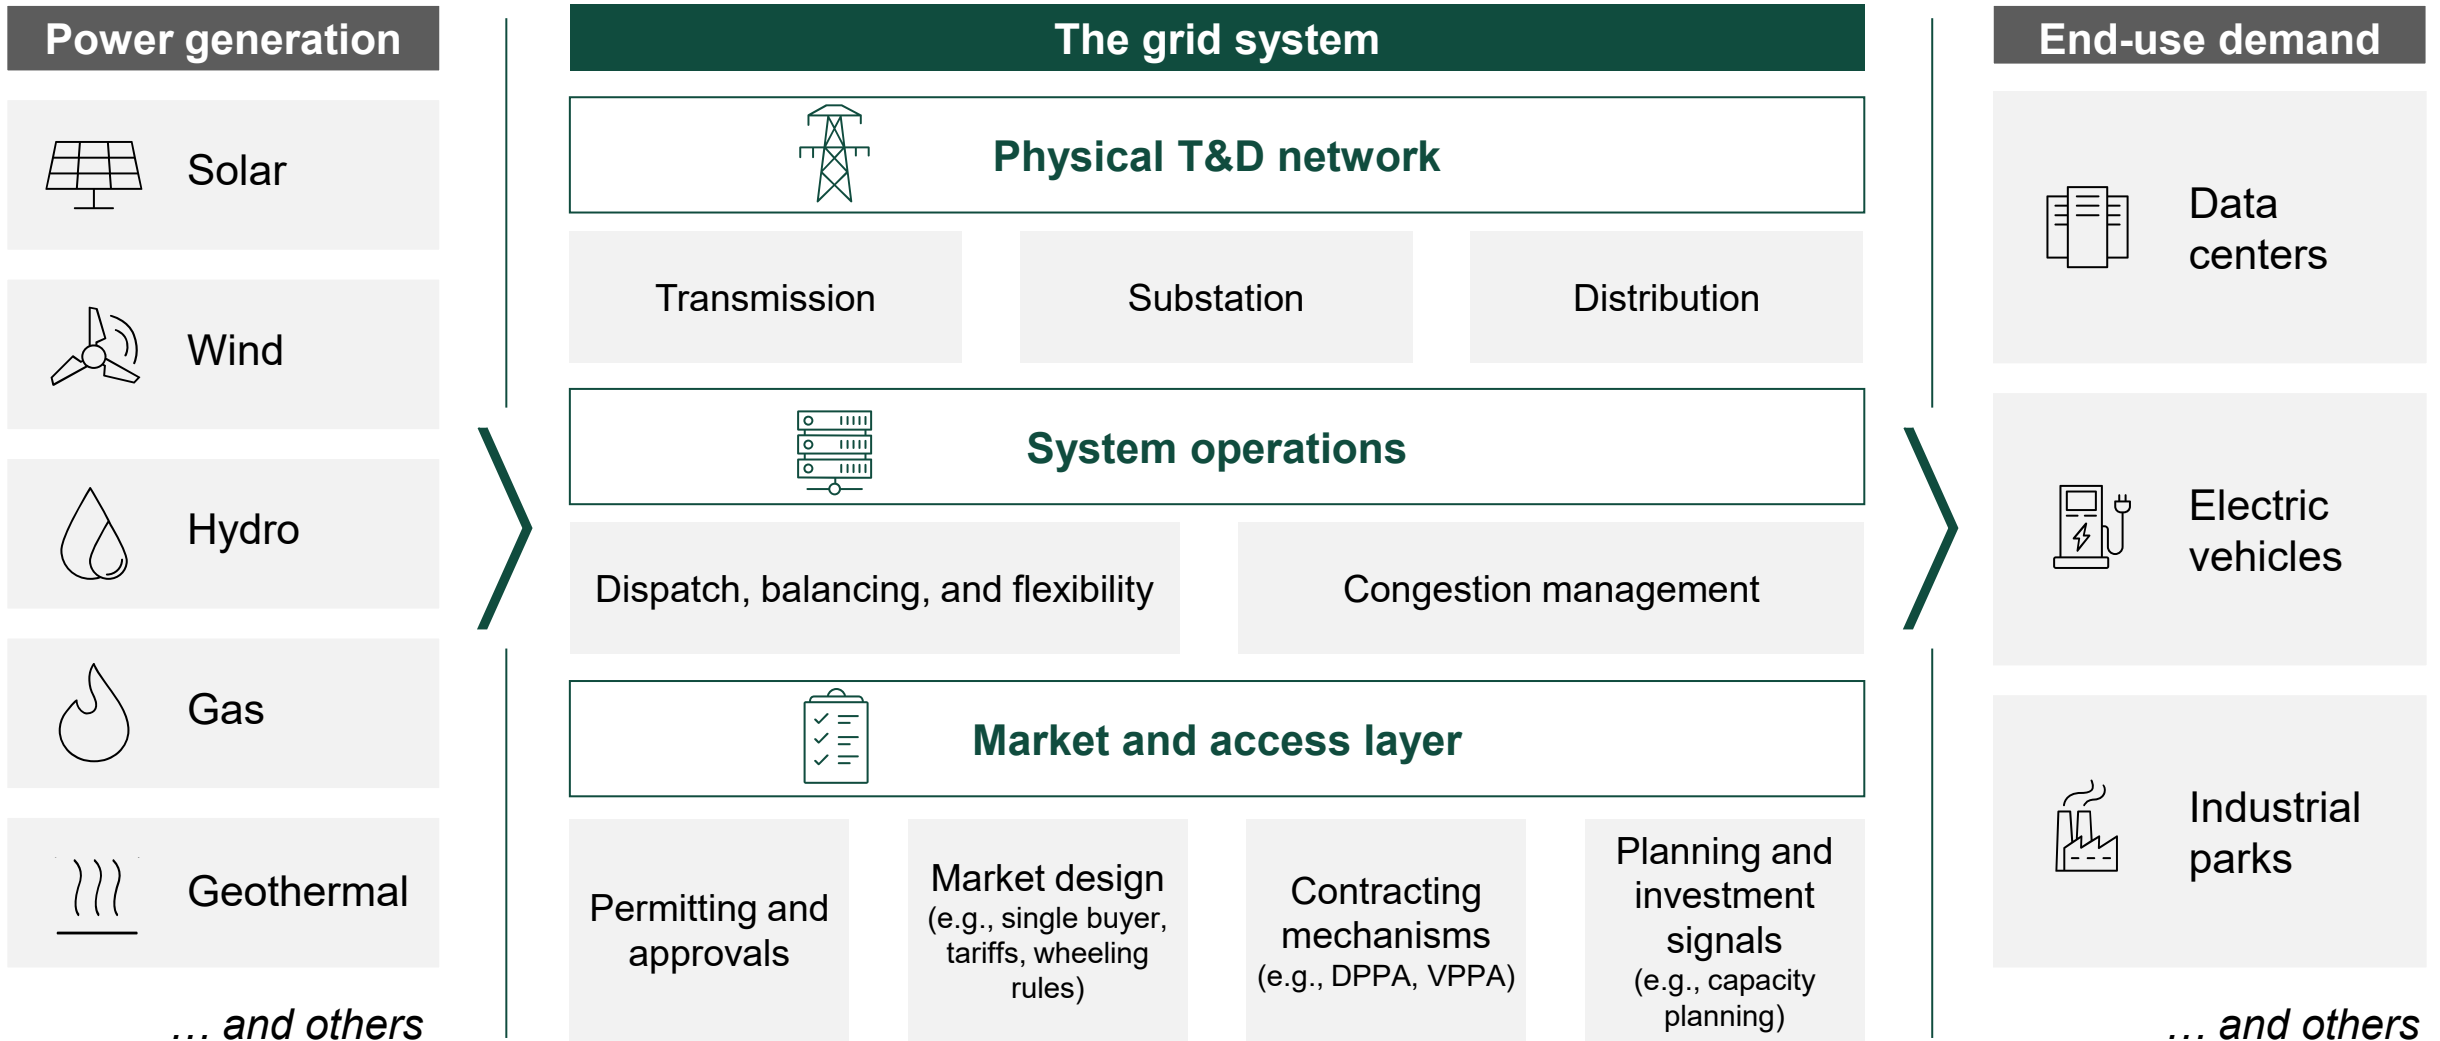 Power generation
Solar
Wind
Hydro
Gas
Geothermal
… and others
The grid system
Physical T&D network
Transmission
Substation
Distribution
System operations
Dispatch, balancing, and flexibility
Congestion management
Market and access layer
Permitting and
approvals
Market design
(e.g., single buyer,
tariffs, wheeling
rules)
Contracting
mechanisms
(e.g., DPPA, VPPA)
Planning and
investment
signals
(e.g., capacity
planning)
End-use demand
Data
centers
Electric
vehicles
Industrial
parks
… and others